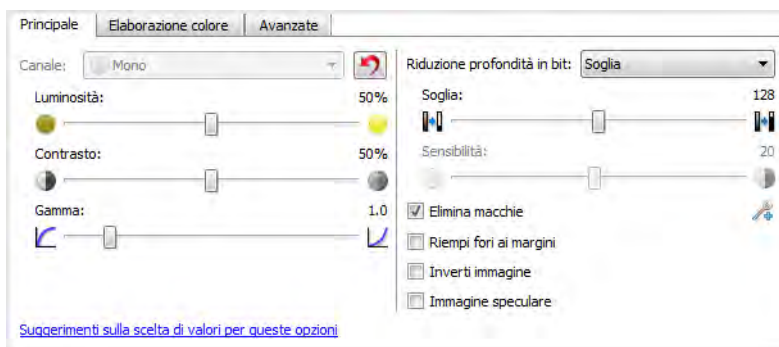 Principale Elaborazione colore Avanzate
Canale: Mono
Luminosità: 50%
Contrasto: 50%
Gamma: 1.0
Suggerimenti sulla scelta di valori per queste opzioni
Riduzione profondità in bit: Soglia
Soglia: 128
Sensibilità: 20
Elimina macchie
Riempi fori ai margini
Inverti immagine
Immagine speculare